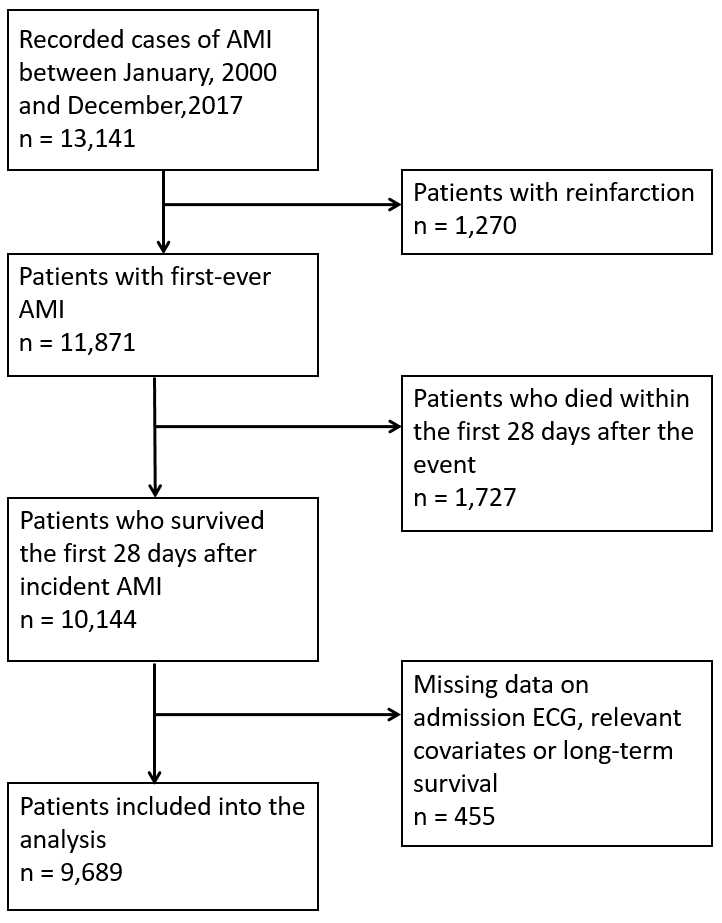 Recorded cases of AMI
between January, 2000
and December,2017
n = 13,141
Patients with reinfarction
n = 1,270
Patients with first-ever
AMI
n = 11,871
Patients who died within
the first 28 days after the
event
n = 1,727
Patients who survived
the first 28 days after
incident AMI
n = 10,144
Missing data on
admission ECG, relevant
covariates or long-term
survival
n = 455
Patients included into the
analysis
n = 9,689